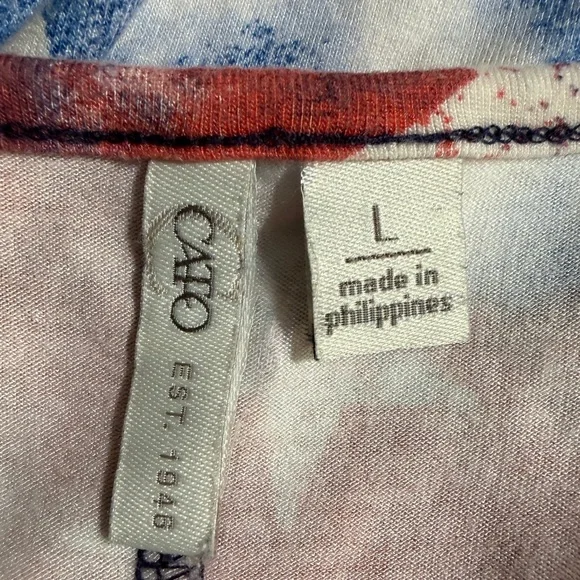 CATO
EST. 1946
L
made in
philippines